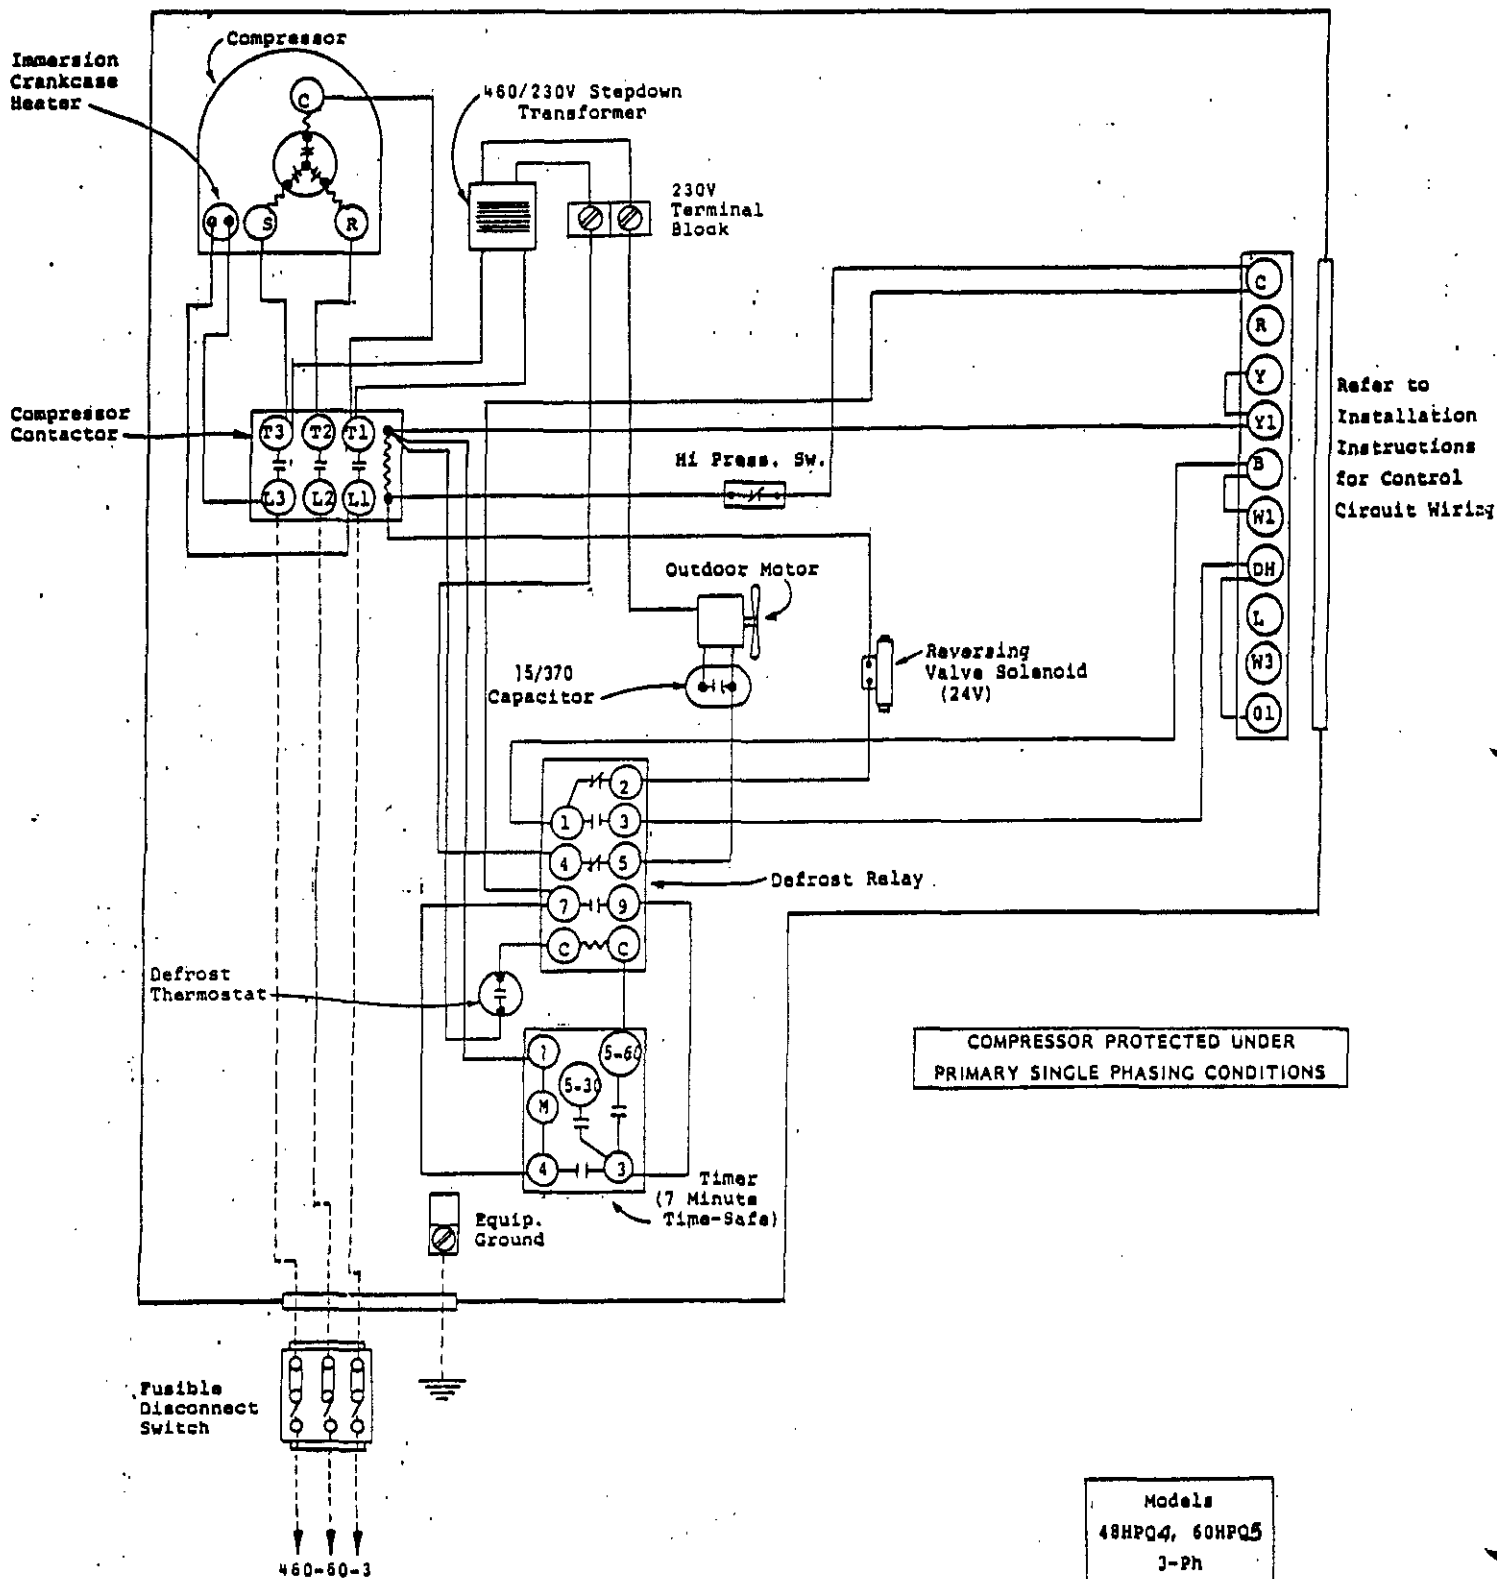 Compressor
Immersion
Crankcase
Heater
C
S
R
460/230V Stepdown
Transformer
230V
Terminal
Block
Compressor
Contactor
T3
T2
T1
L3
L2
L1
Hi Press. Sw.
C
R
Y
Y1
B
W1
DH
L
W3
01
Refer to
Installation
Instructions
for Control
Circuit Wiring
Outdoor Motor
15/370
Capacitor
Reversing
Valve Solenoid
(24V)
2
1
3
4
5
7
9
C
C
Defrost Relay
Defrost
Thermostat
5-60
5-30
M
4
3
Timer
(7 Minute
Time-Safe)
COMPRESSOR PROTECTED UNDER
PRIMARY SINGLE PHASING CONDITIONS
Equip.
Ground
Fusible
Disconnect
Switch
460-60-3
Models
48HPQ4, 60HPQ5
3-Ph